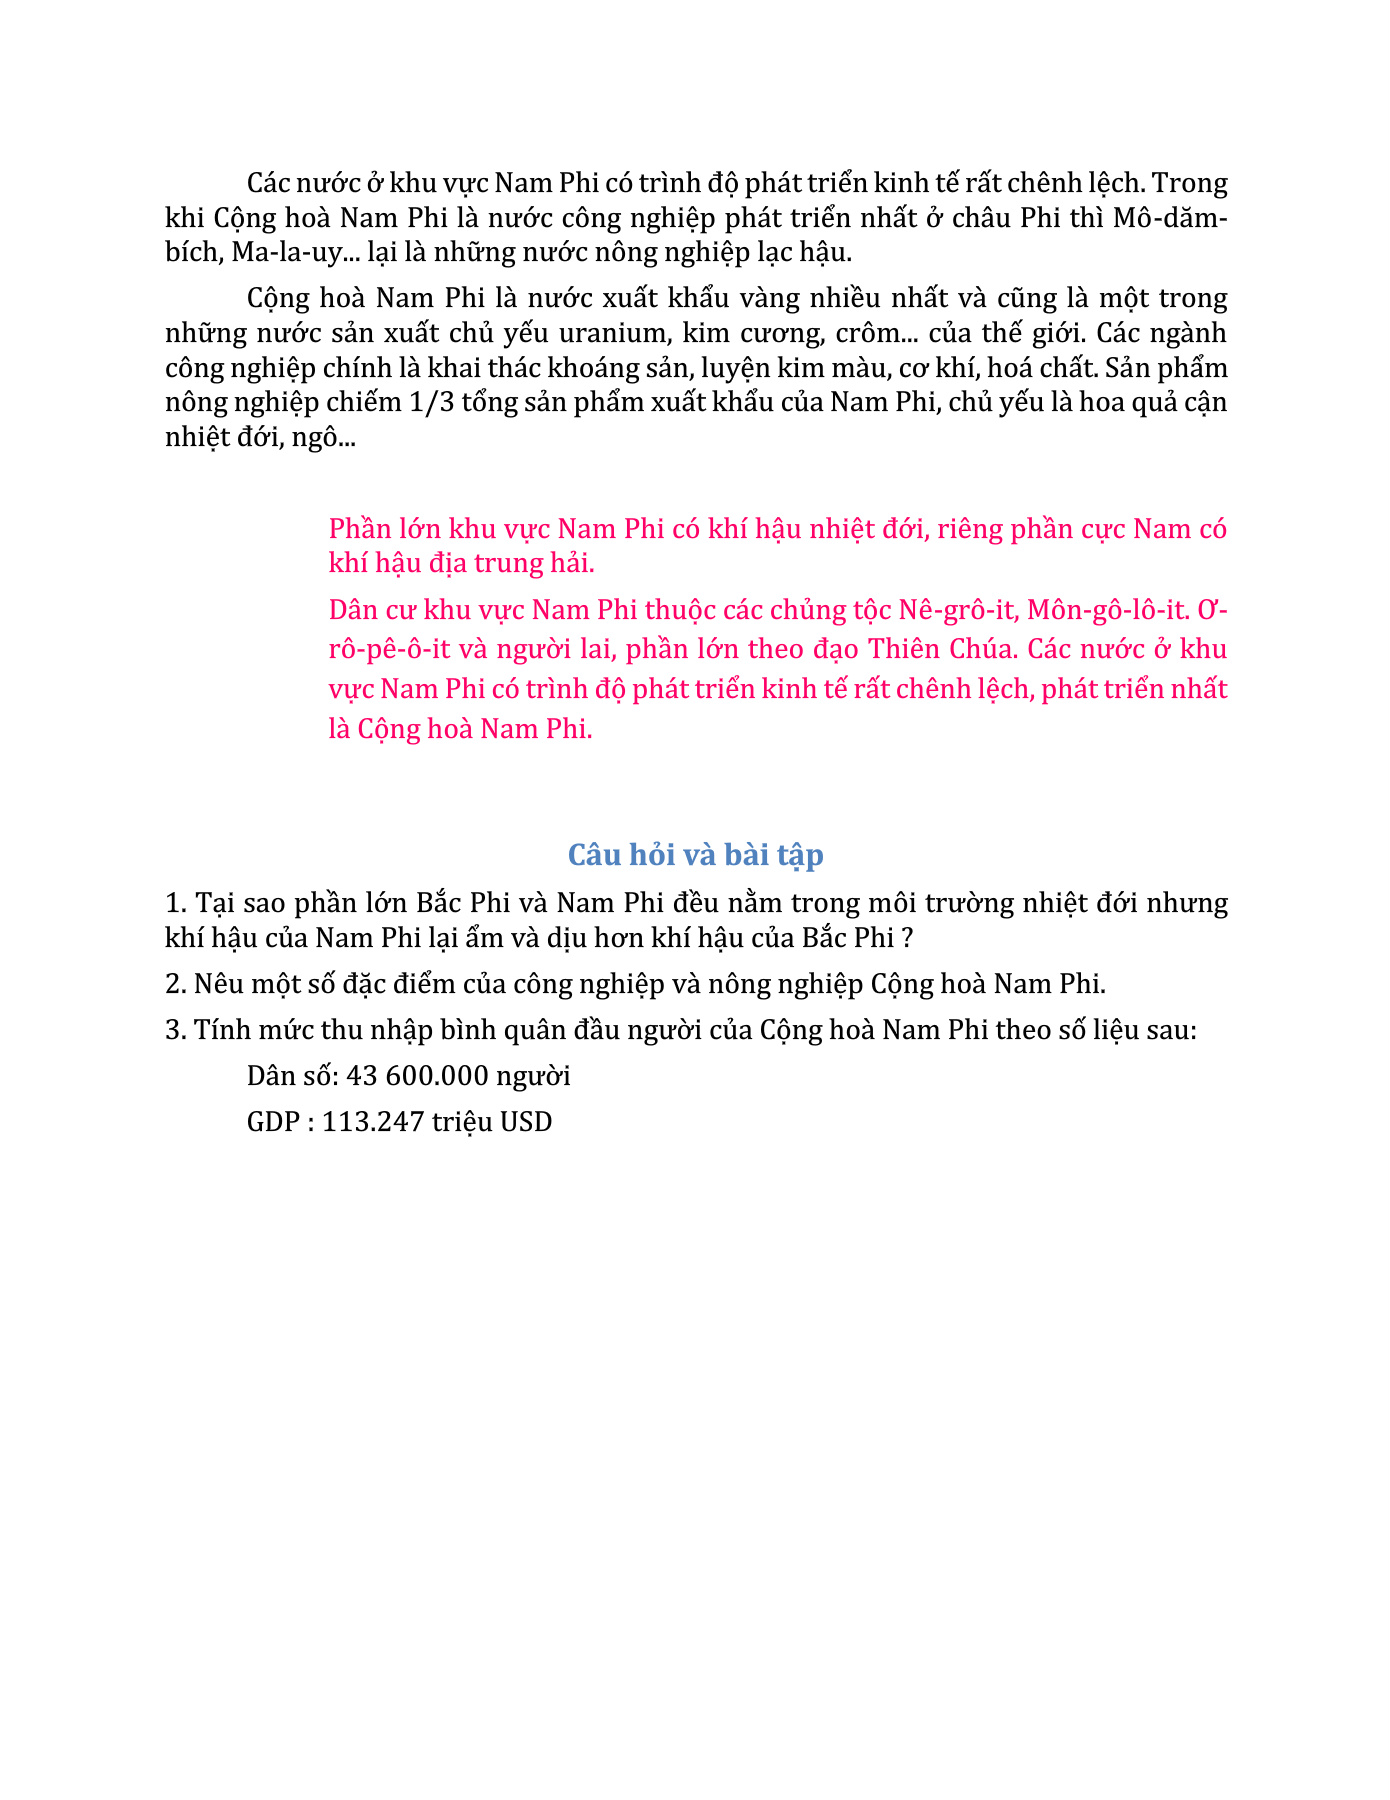 Các nước ở khu vực Nam Phi có trình độ phát triển kinh tế rất chênh lệch. Trong
khi Cộng hoà Nam Phi là nước công nghiệp phát triển nhất ở châu Phi thì Mô-dăm-
bích, Ma-la-uy... lại là những nước nông nghiệp lạc hậu.
Cộng hoà Nam Phi là nước xuất khẩu vàng nhiều nhất và cũng là một trong
những nước sản xuất chủ yếu uranium, kim cương, crôm... của thế giới. Các ngành
công nghiệp chính là khai thác khoáng sản, luyện kim màu, cơ khí, hoá chất. Sản phẩm
nông nghiệp chiếm 1/3 tổng sản phẩm xuất khẩu của Nam Phi, chủ yếu là hoa quả cận
nhiệt đới, ngô...
Phần lớn khu vực Nam Phi có khí hậu nhiệt đới, riêng phần cực Nam có
khí hậu địa trung hải.
Dân cư khu vực Nam Phi thuộc các chủng tộc Nê-grô-it, Môn-gô-lô-it. Ơ-
rô-pê-ô-it và người lai, phần lớn theo đạo Thiên Chúa. Các nước ở khu
vực Nam Phi có trình độ phát triển kinh tế rất chênh lệch, phát triển nhất
là Cộng hoà Nam Phi.
Câu hỏi và bài tập
1. Tại sao phần lớn Bắc Phi và Nam Phi đều nằm trong môi trường nhiệt đới nhưng
khí hậu của Nam Phi lại ẩm và dịu hơn khí hậu của Bắc Phi ?
2. Nêu một số đặc điểm của công nghiệp và nông nghiệp Cộng hoà Nam Phi.
3. Tính mức thu nhập bình quân đầu người của Cộng hoà Nam Phi theo số liệu sau:
Dân số: 43 600.000 người
GDP : 113.247 triệu USD